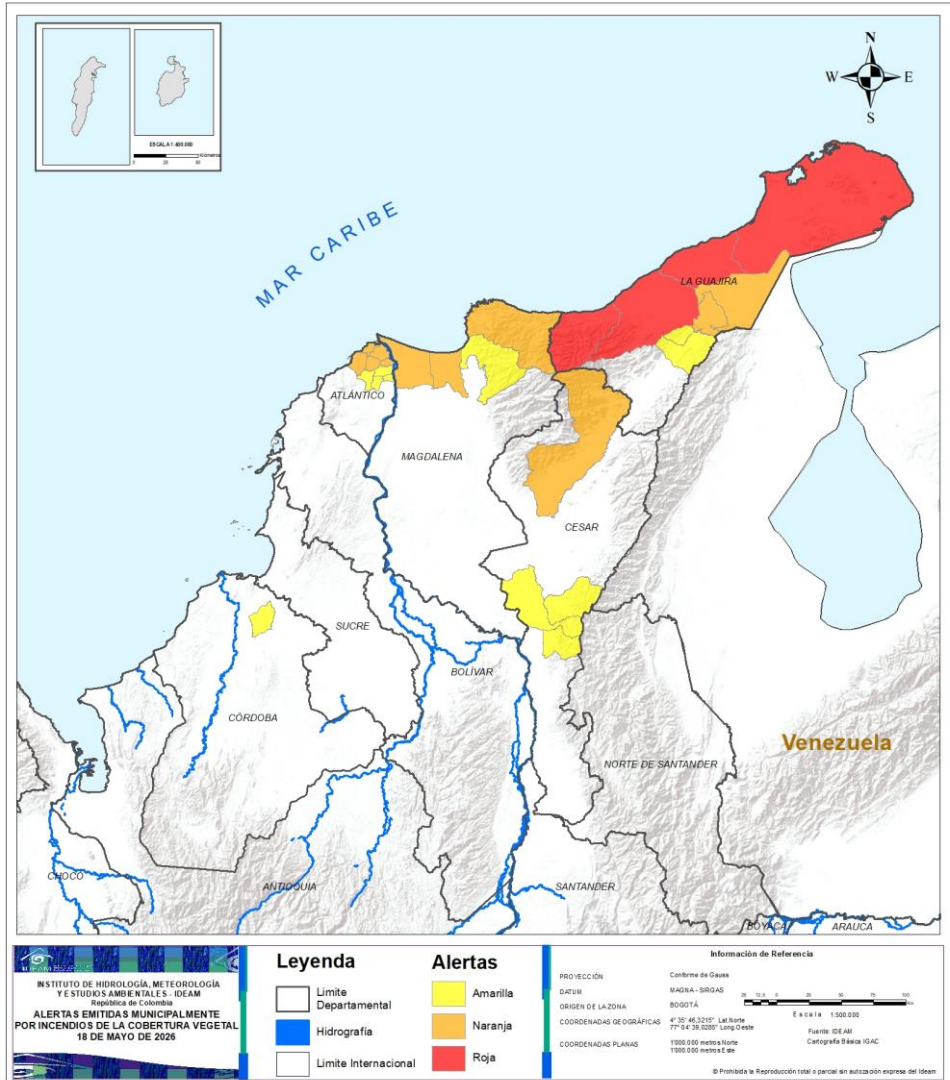 ESCALA 1:400.000
Kilómetros
N
W
E
S
MAR CARIBE
LA GUAJIRA
ATLÁNTICO
MAGDALENA
CESAR
SUCRE
BOLÍVAR
CÓRDOBA
NORTE DE SANTANDER
Venezuela
CHOCÓ
ANTIOQUIA
SANTANDER
BOYACÁ
ARAUCA
IDEAM
INSTITUTO DE HIDROLOGÍA, METEOROLOGÍA
Y ESTUDIOS AMBIENTALES - IDEAM
República de Colombia
ALERTAS EMITIDAS MUNICIPALMENTE
POR INCENDIOS DE LA COBERTURA VEGETAL
18 DE MAYO DE 2026
Leyenda
Limite
Departamental
Hidrografía
Limite Internacional
Alertas
Amarilla
Naranja
Roja
Información de Referencia
PROYECCIÓN Conforme de Gauss
DATUM MAGNA - SIRGAS
ORIGEN DE LA ZONA BOGOTÁ
COORDENADAS GEOGRÁFICAS 4° 35' 46,3215" Lat.Norte
77° 04' 39,0285" Long.Oeste
COORDENADAS PLANAS 1'000.000 metros Norte
1'000.000 metros Este
Escala 1:500.000
Fuente: IDEAM
Cartografía Básica IGAC
© Prohibida la Reproducción total o parcial sin autorización expresa del Ideam